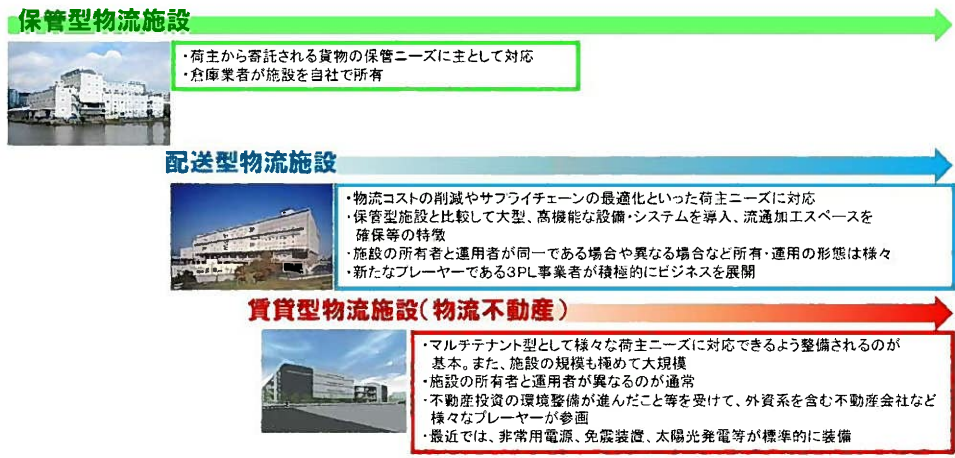 保管型物流施設
・荷主から寄託される貨物の保管ニーズに主として対応
・倉庫業者が施設を自社で所有
配送型物流施設
・物流コストの削減やサプライチェーンの最適化といった荷主ニーズに対応
・保管型施設と比較して大型、高機能な設備・システムを導入、流通加工スペースを
確保等の特徴
・施設の所有者と運用者が同一である場合や異なる場合など所有・運用の形態は様々
・新たなプレーヤーである3PL事業者が積極的にビジネスを展開
賃貸型物流施設(物流不動産)
・マルチテナント型として様々な荷主ニーズに対応できるよう整備されるのが
基本。また、施設の規模も極めて大規模
・施設の所有者と運用者が異なるのが通常
・不動産投資の環境整備が進んだこと等を受けて、外資系を含む不動産会社など
様々なプレーヤーが参画
・最近では、非常用電源、免震装置、太陽光発電等が標準的に装備